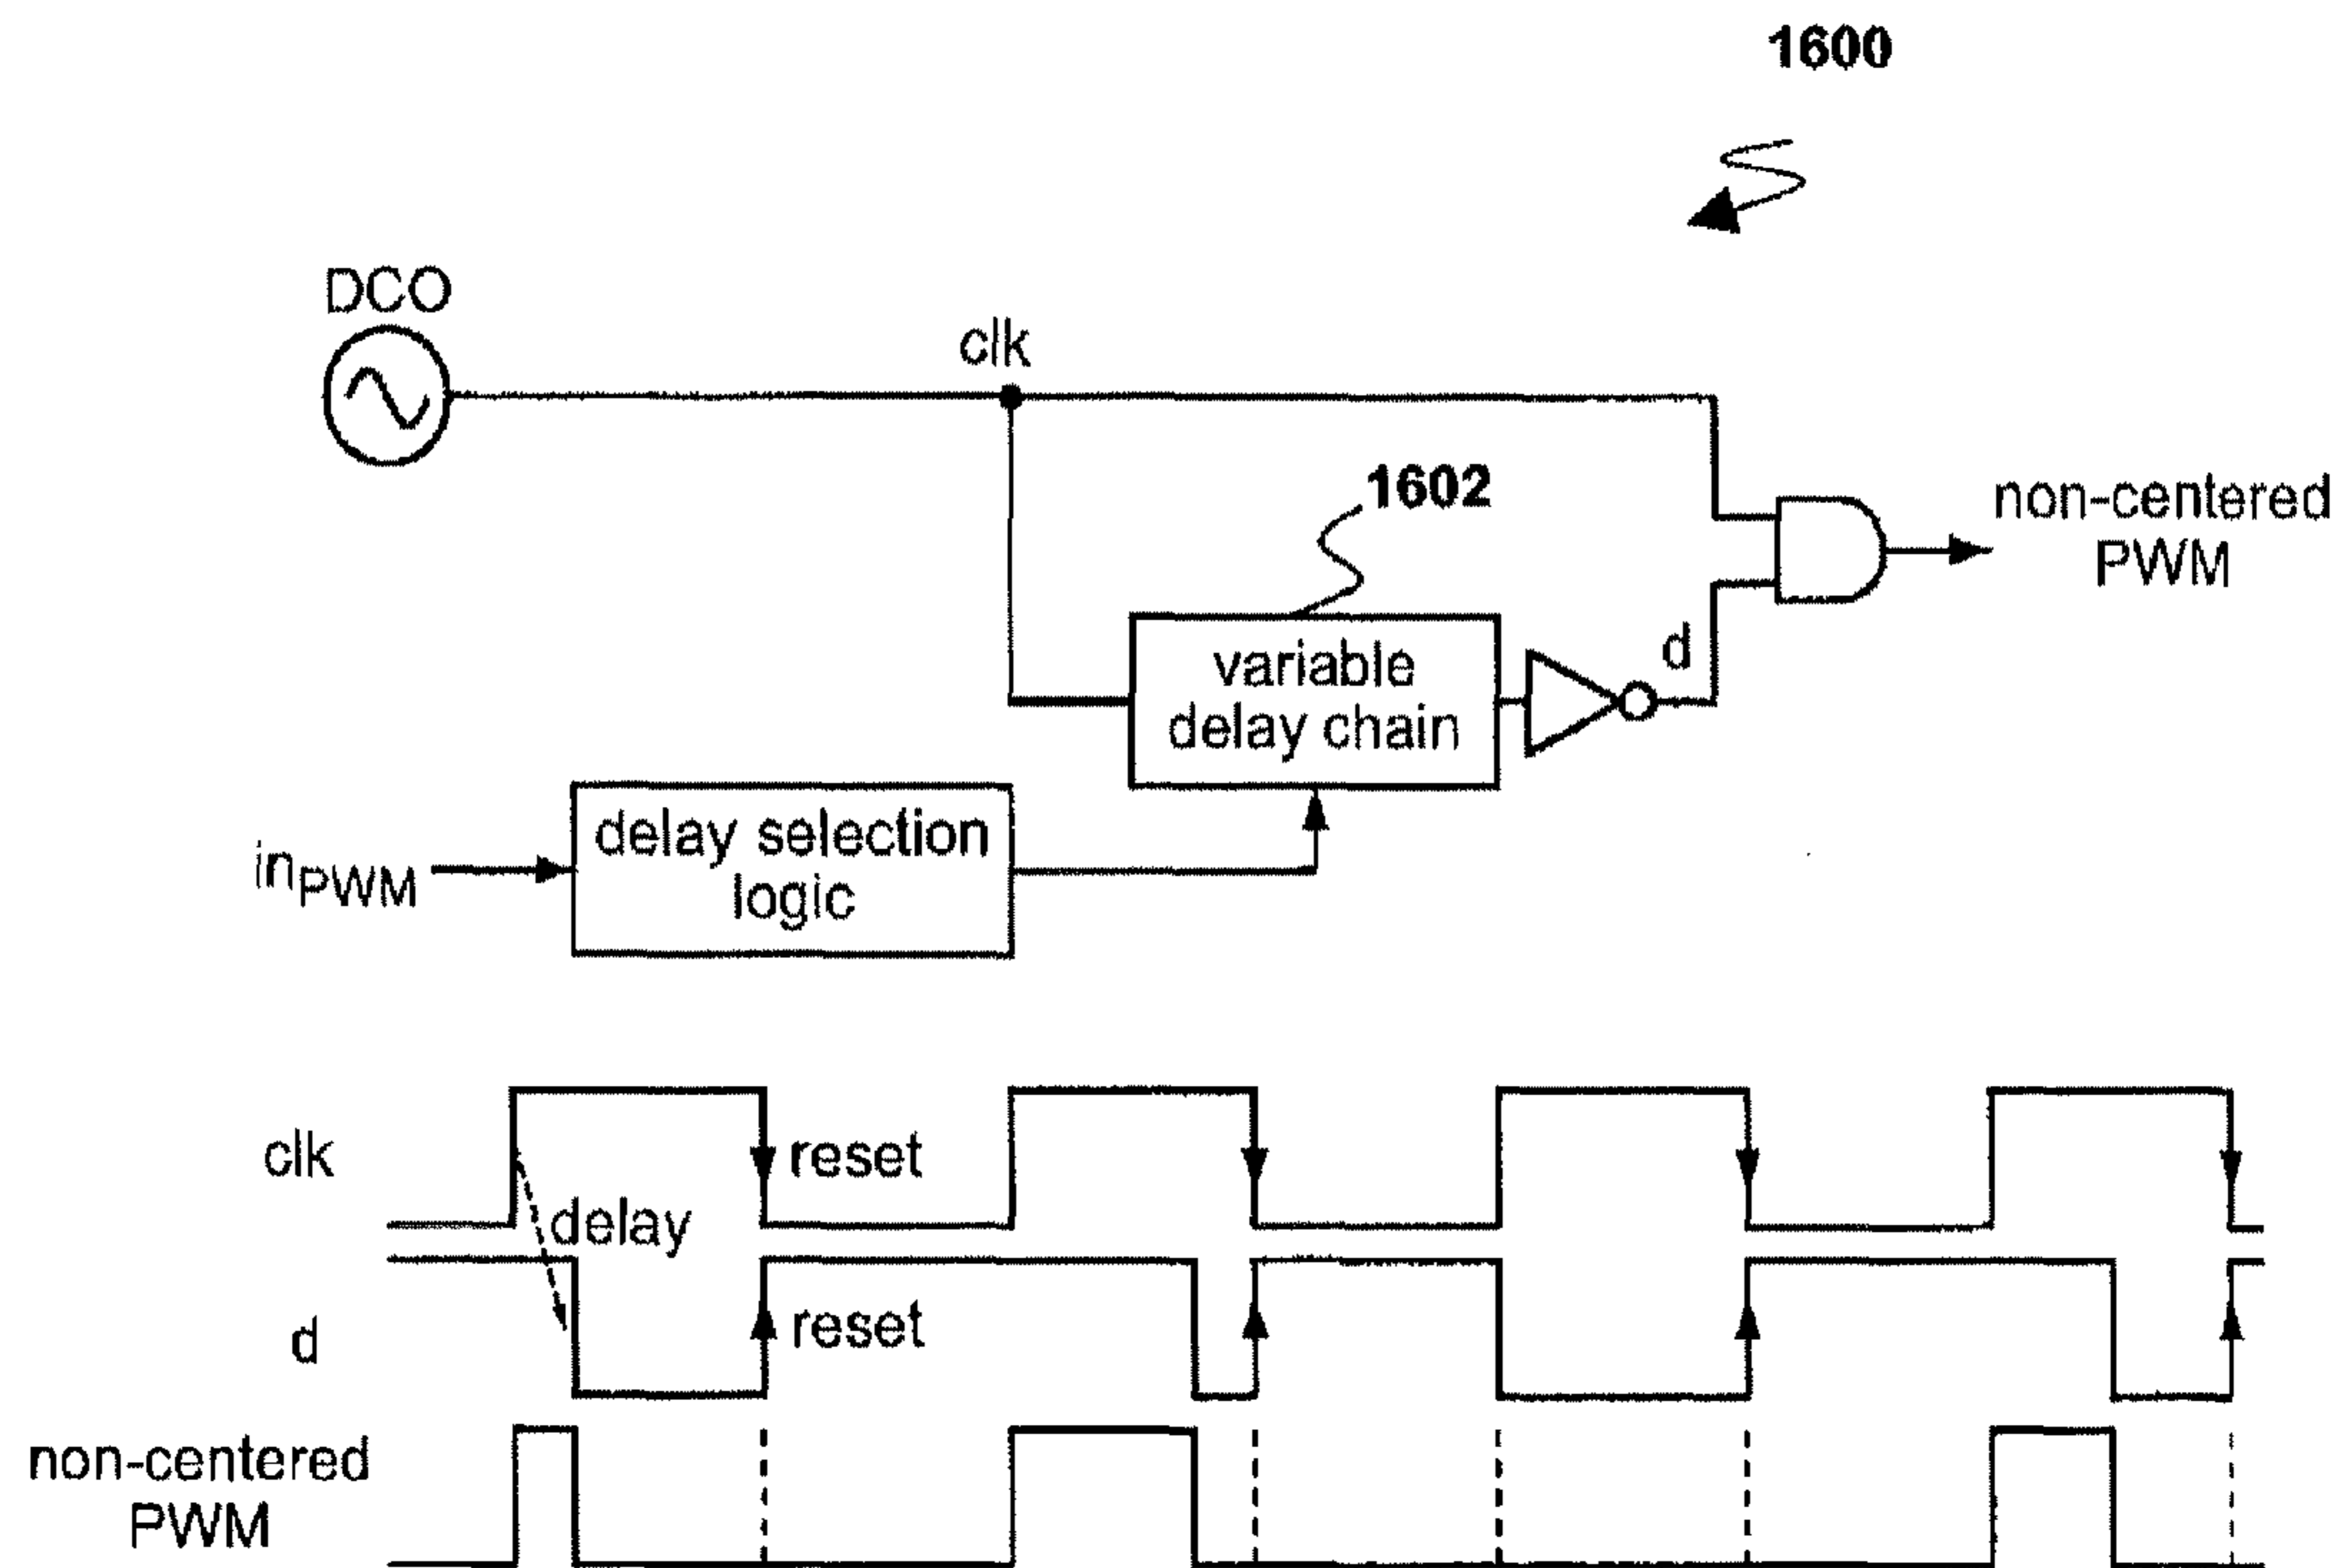 1600
DCO
clk
1602
non-centered
PWM
d
variable
delay chain
delay selection
logic
inPWM
clk
reset
delay
d
reset
non-centered
PWM